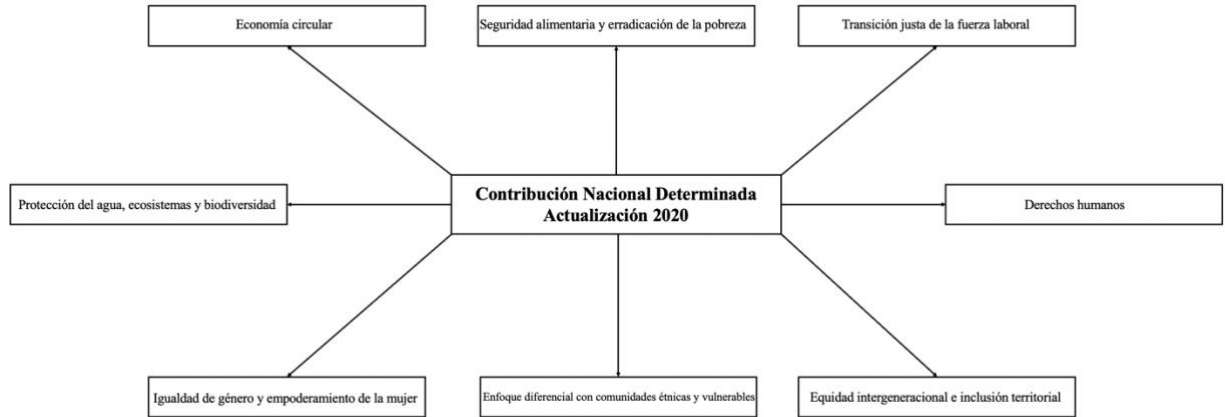 Economía circular
Seguridad alimentaria y erradicación de la pobreza
Transición justa de la fuerza laboral
Protección del agua, ecosistemas y biodiversidad
Contribución Nacional Determinada
Actualización 2020
Derechos humanos
Igualdad de género y empoderamiento de la mujer
Enfoque diferencial con comunidades étnicas y vulnerables
Equidad intergeneracional e inclusión territorial